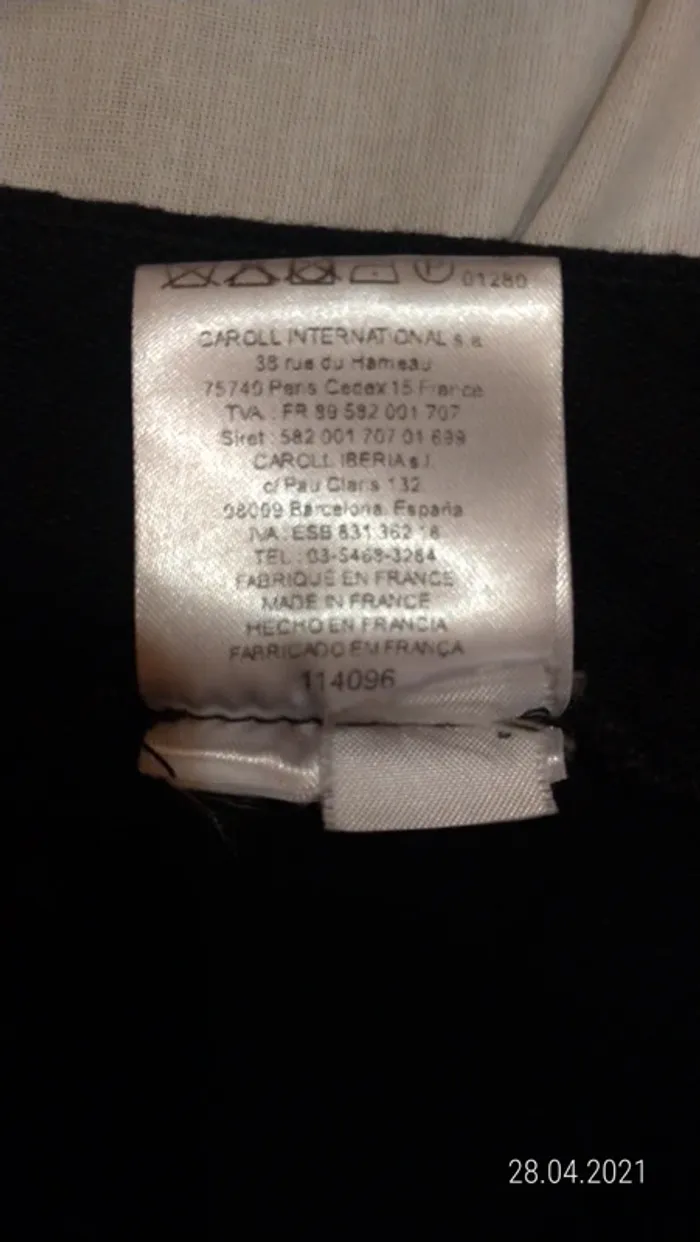 01280
CAROLL INTERNATIONAL s.a.
38 rue du Hameau
75740 Paris Cedex 15 France
TVA : FR 89 582 001 707
Siret : 582 001 707 01 699
CAROLL IBERIA s.l.
c/ Pau Claris 132
08009 Barcelona. España
IVA : ESB 831 362 18
TEL : 03-5468-3284
FABRIQUÉ EN FRANCE
MADE IN FRANCE
HECHO EN FRANCIA
FABRICADO EM FRANÇA
114096
28.04.2021